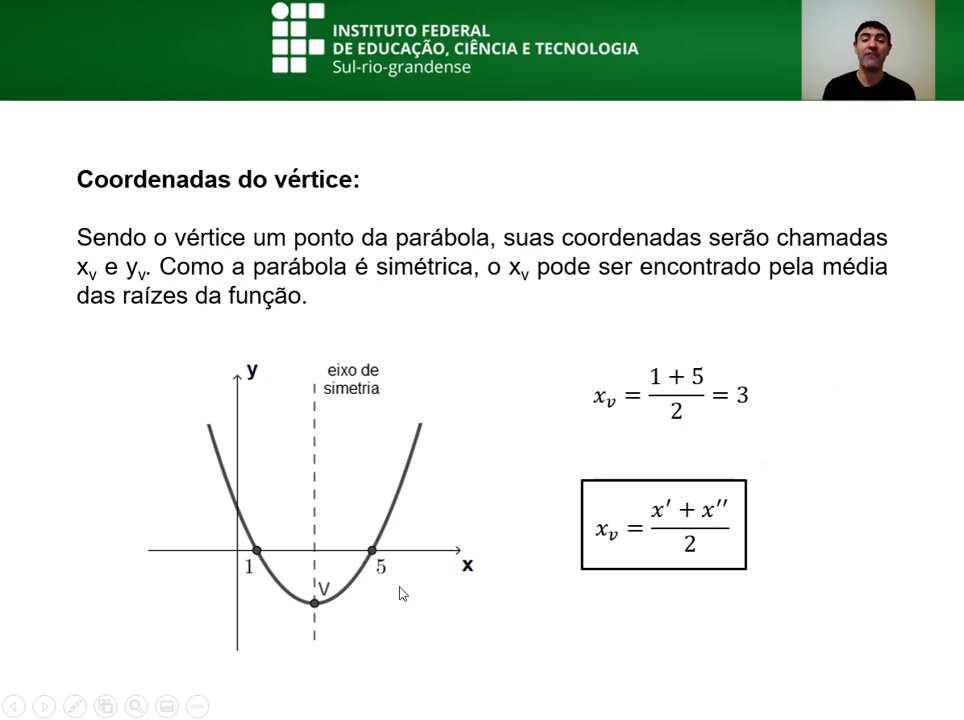 INSTITUTO FEDERAL
DE EDUCAÇÃO, CIÊNCIA E TECNOLOGIA
Sul-rio-grandense
Coordenadas do vértice:
Sendo o vértice um ponto da parábola, suas coordenadas serão chamadas
xᵥ e yᵥ. Como a parábola é simétrica, o xᵥ pode ser encontrado pela média
das raízes da função.
y
eixo de
simetria
1
5
x
V
xᵥ = (1 + 5)/2 = 3
xᵥ = (x′ + x′′)/2